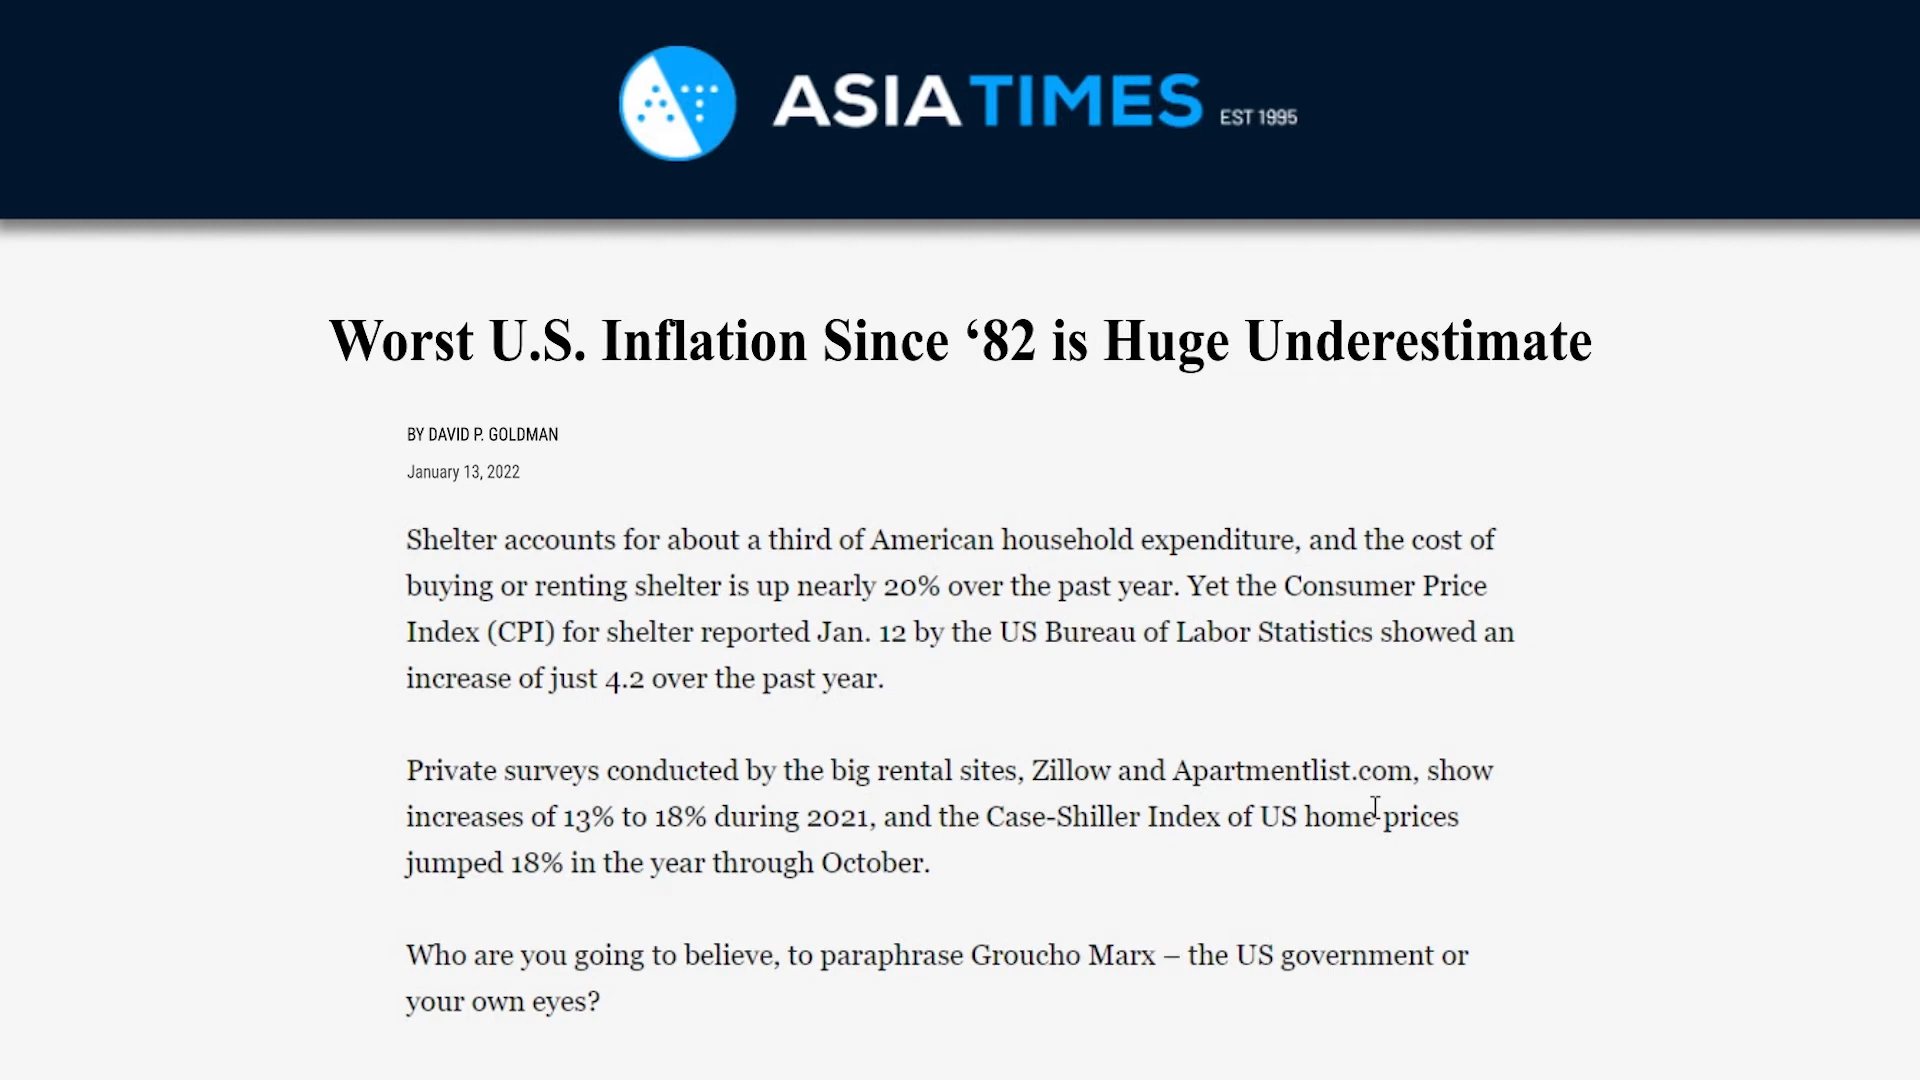 ASIA TIMES EST 1995
Worst U.S. Inflation Since ‘82 is Huge Underestimate
BY DAVID P. GOLDMAN
January 13, 2022
Shelter accounts for about a third of American household expenditure, and the cost of
buying or renting shelter is up nearly 20% over the past year. Yet the Consumer Price
Index (CPI) for shelter reported Jan. 12 by the US Bureau of Labor Statistics showed an
increase of just 4.2 over the past year.
Private surveys conducted by the big rental sites, Zillow and Apartmentlist.com, show
increases of 13% to 18% during 2021, and the Case-Shiller Index of US home prices
jumped 18% in the year through October.
Who are you going to believe, to paraphrase Groucho Marx – the US government or
your own eyes?